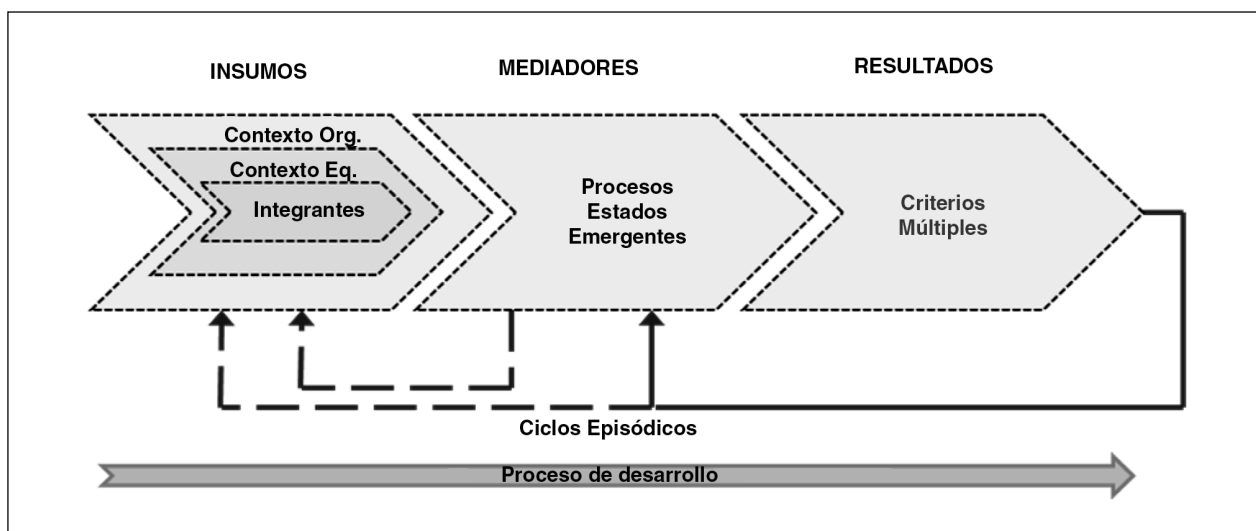 INSUMOS
MEDIADORES
RESULTADOS
Contexto Org.
Contexto Eq.
Integrantes
Procesos
Estados
Emergentes
Criterios
Múltiples
Ciclos Episódicos
Proceso de desarrollo